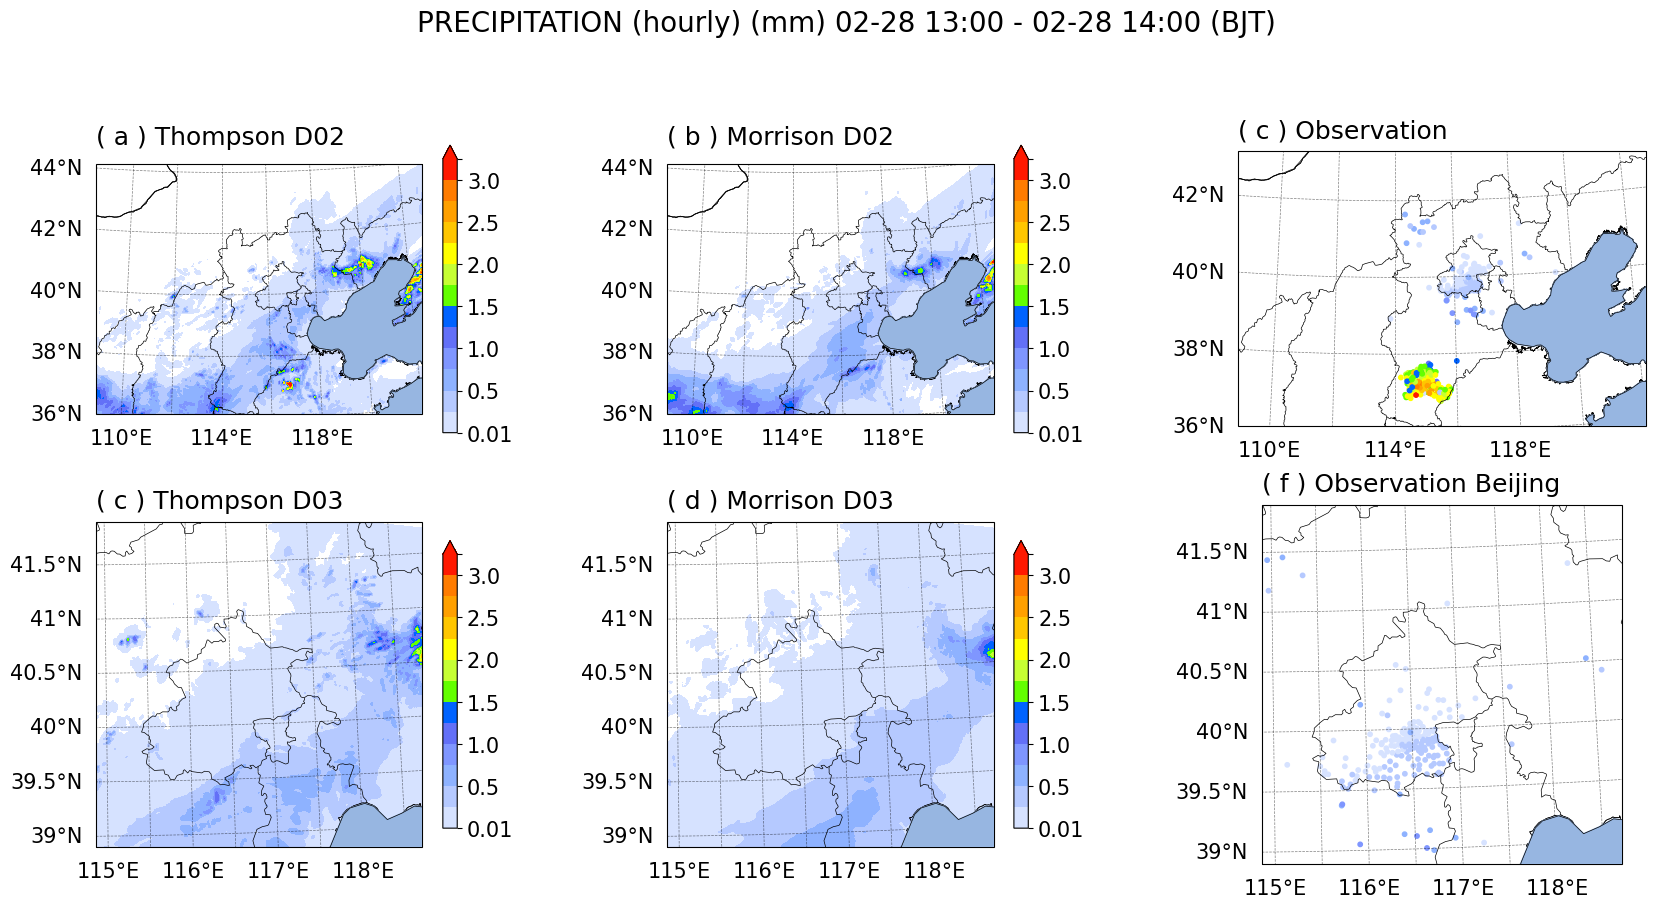 PRECIPITATION (hourly) (mm) 02-28 13:00 - 02-28 14:00 (BJT)
( a ) Thompson D02
44°N
42°N
40°N
38°N
36°N
110°E
114°E
118°E
3.0
2.5
2.0
1.5
1.0
0.5
0.01
( b ) Morrison D02
44°N
42°N
40°N
38°N
36°N
110°E
114°E
118°E
3.0
2.5
2.0
1.5
1.0
0.5
0.01
( c ) Observation
42°N
40°N
38°N
36°N
110°E
114°E
118°E
( c ) Thompson D03
41.5°N
41°N
40.5°N
40°N
39.5°N
39°N
115°E
116°E
117°E
118°E
3.0
2.5
2.0
1.5
1.0
0.5
0.01
( d ) Morrison D03
41.5°N
41°N
40.5°N
40°N
39.5°N
39°N
115°E
116°E
117°E
118°E
3.0
2.5
2.0
1.5
1.0
0.5
0.01
( f ) Observation Beijing
41.5°N
41°N
40.5°N
40°N
39.5°N
39°N
115°E
116°E
117°E
118°E